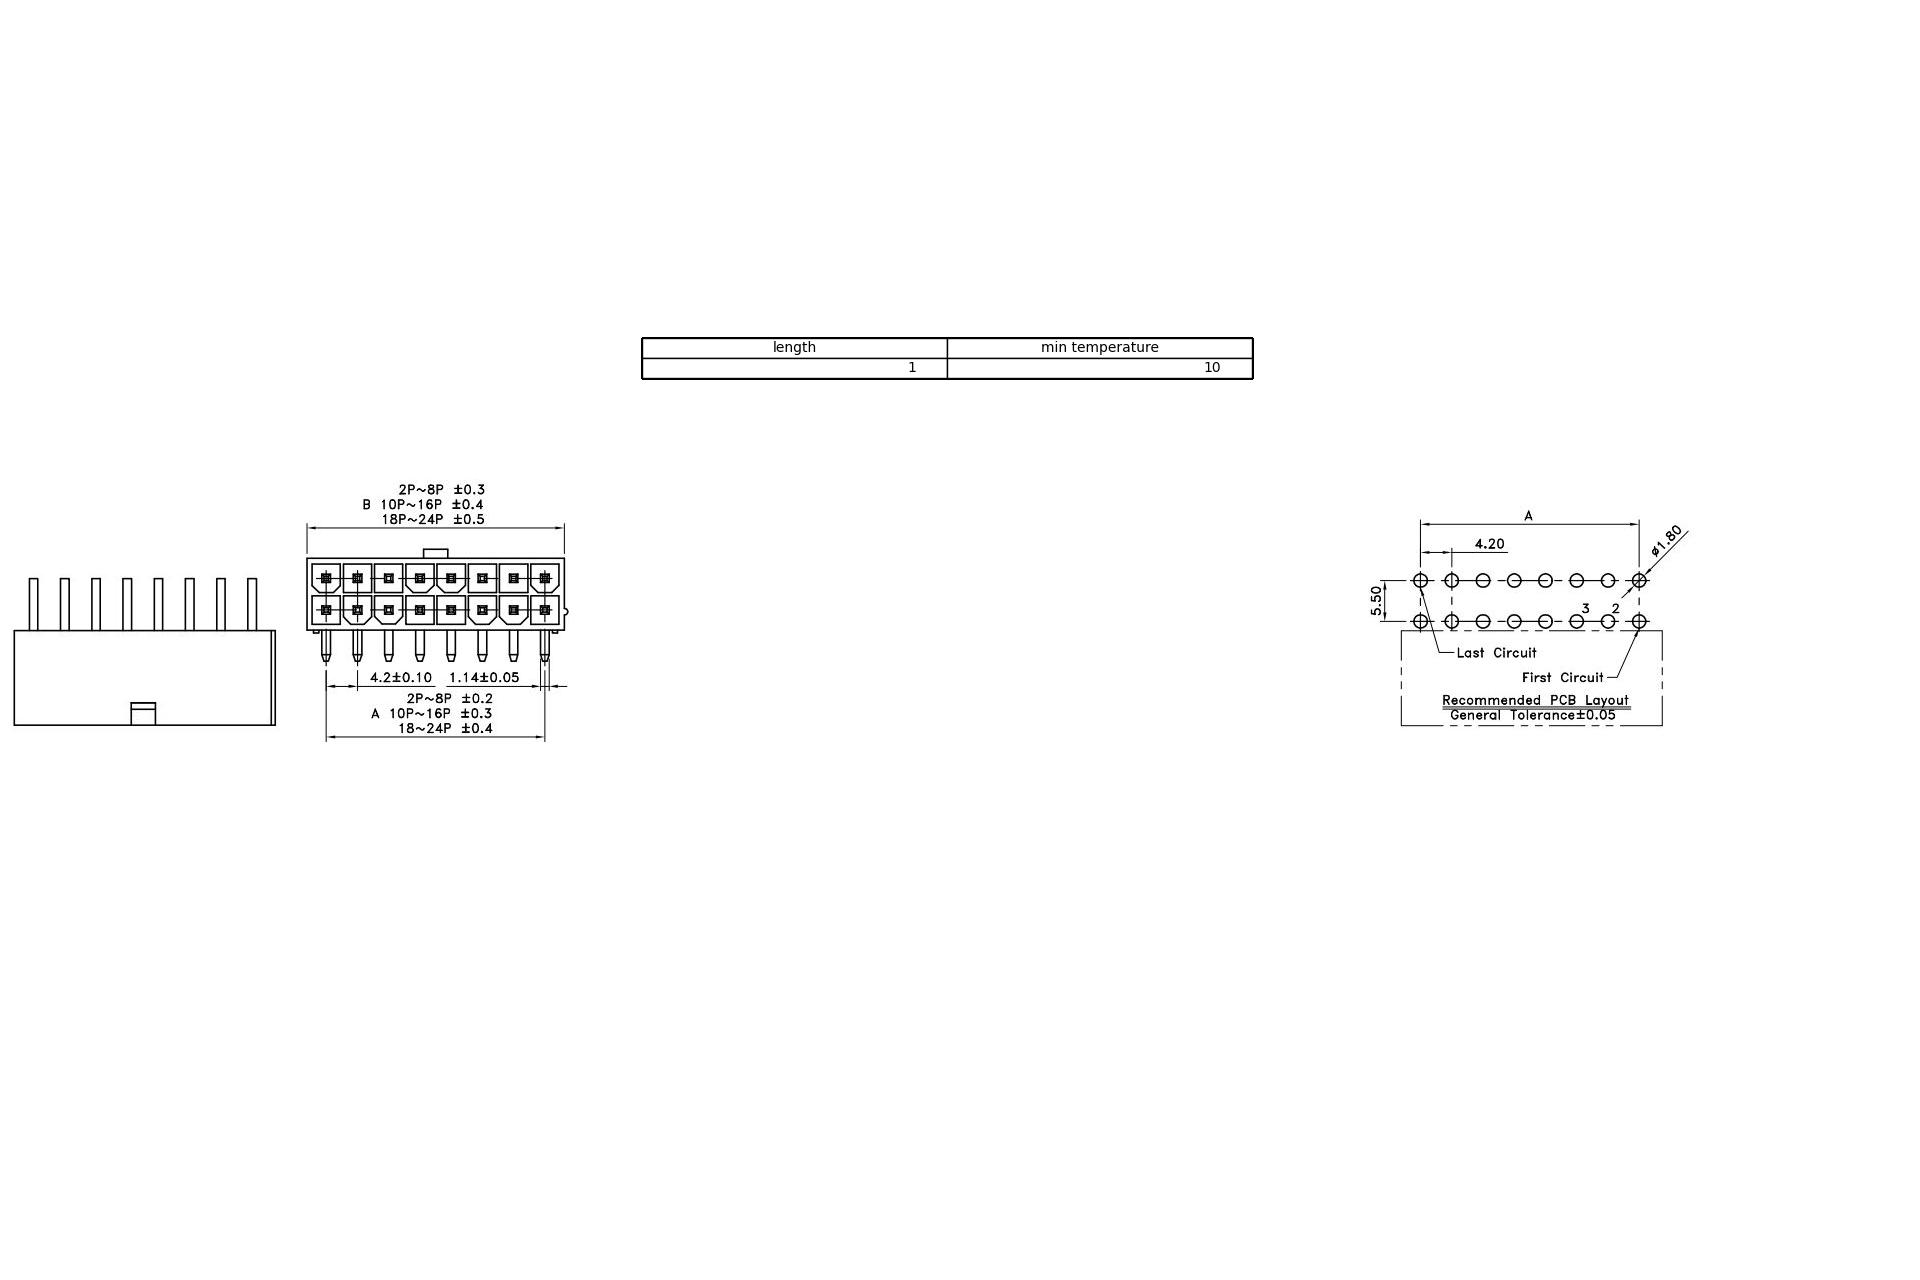 length min temperature
1 10
2P~8P ±0.3
B 10P~16P ±0.4
18P~24P ±0.5
4.2±0.10 1.14±0.05
2P~8P ±0.2
A 10P~16P ±0.3
18~24P ±0.4
A
4.20
ø1.80
5.50
3 2
Last Circuit
First Circuit
Recommended PCB Layout
General Tolerance±0.05